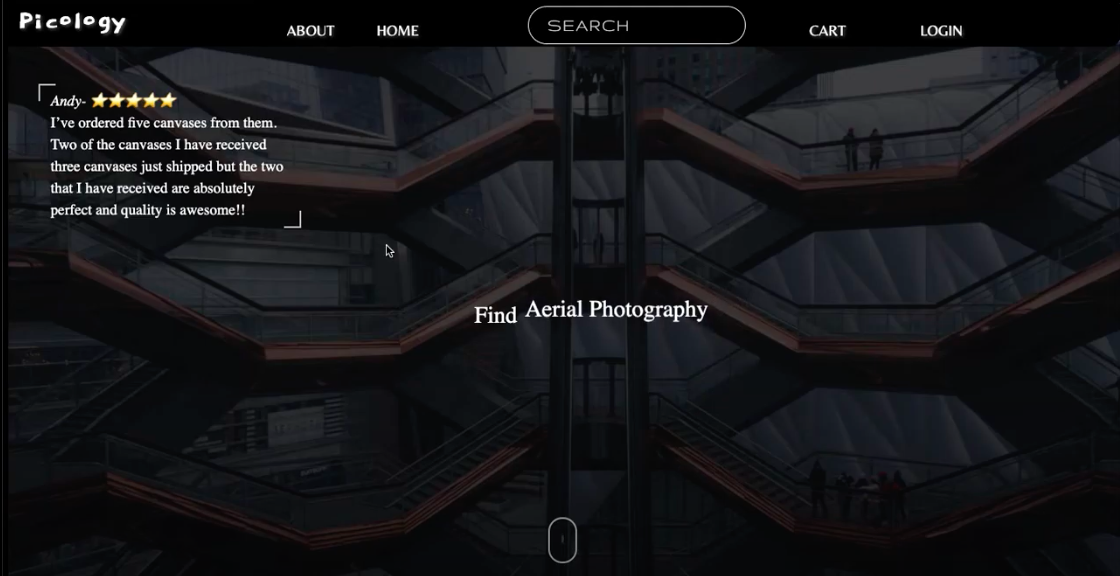 Picology
ABOUT HOME SEARCH CART LOGIN
Andy- ⭐⭐⭐⭐⭐
I've ordered five canvases from them.
Two of the canvases I have received
three canvases just shipped but the two
that I have received are absolutely
perfect and quality is awesome!!
Find Aerial Photography